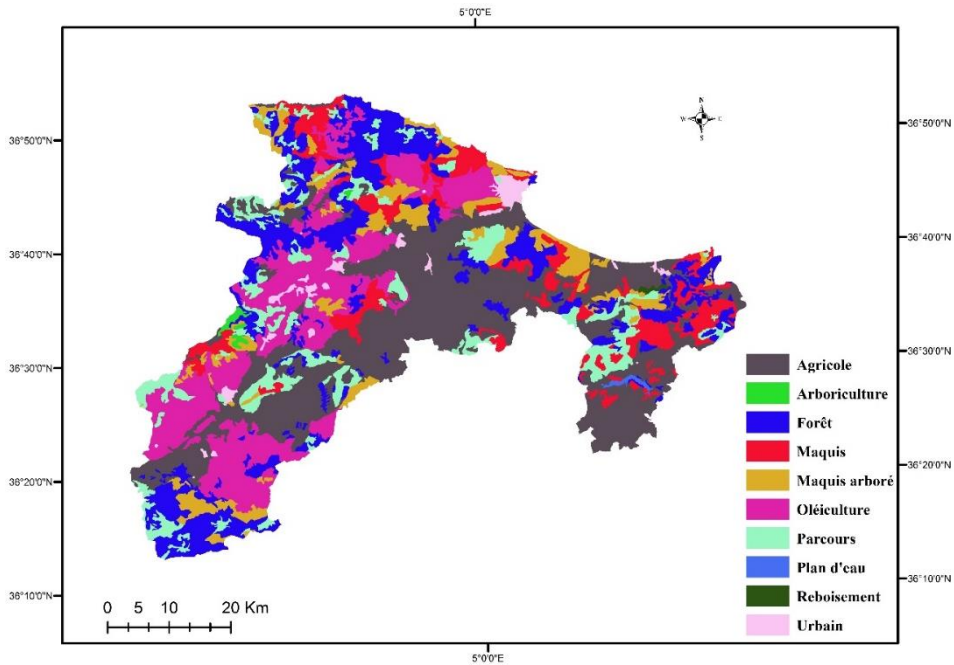 5°0'0"E
36°50'0"N
36°40'0"N
36°30'0"N
36°20'0"N
36°10'0"N
N
W E
S
36°50'0"N
36°40'0"N
36°30'0"N
36°20'0"N
36°10'0"N
Agricole
Arboriculture
Forêt
Maquis
Maquis arboré
Oléiculture
Parcours
Plan d'eau
Reboisement
Urbain
0 5 10 20 Km
5°0'0"E